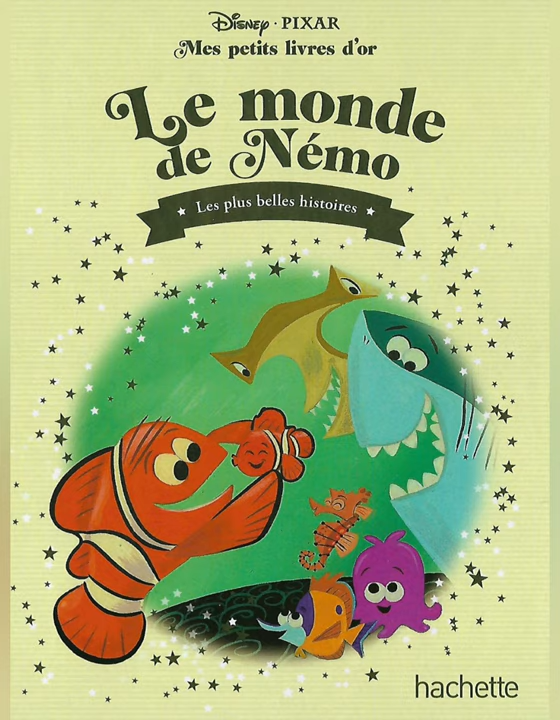 Disney · PIXAR
Mes petits livres d'or
Le monde
de Némo
Les plus belles histoires
hachette